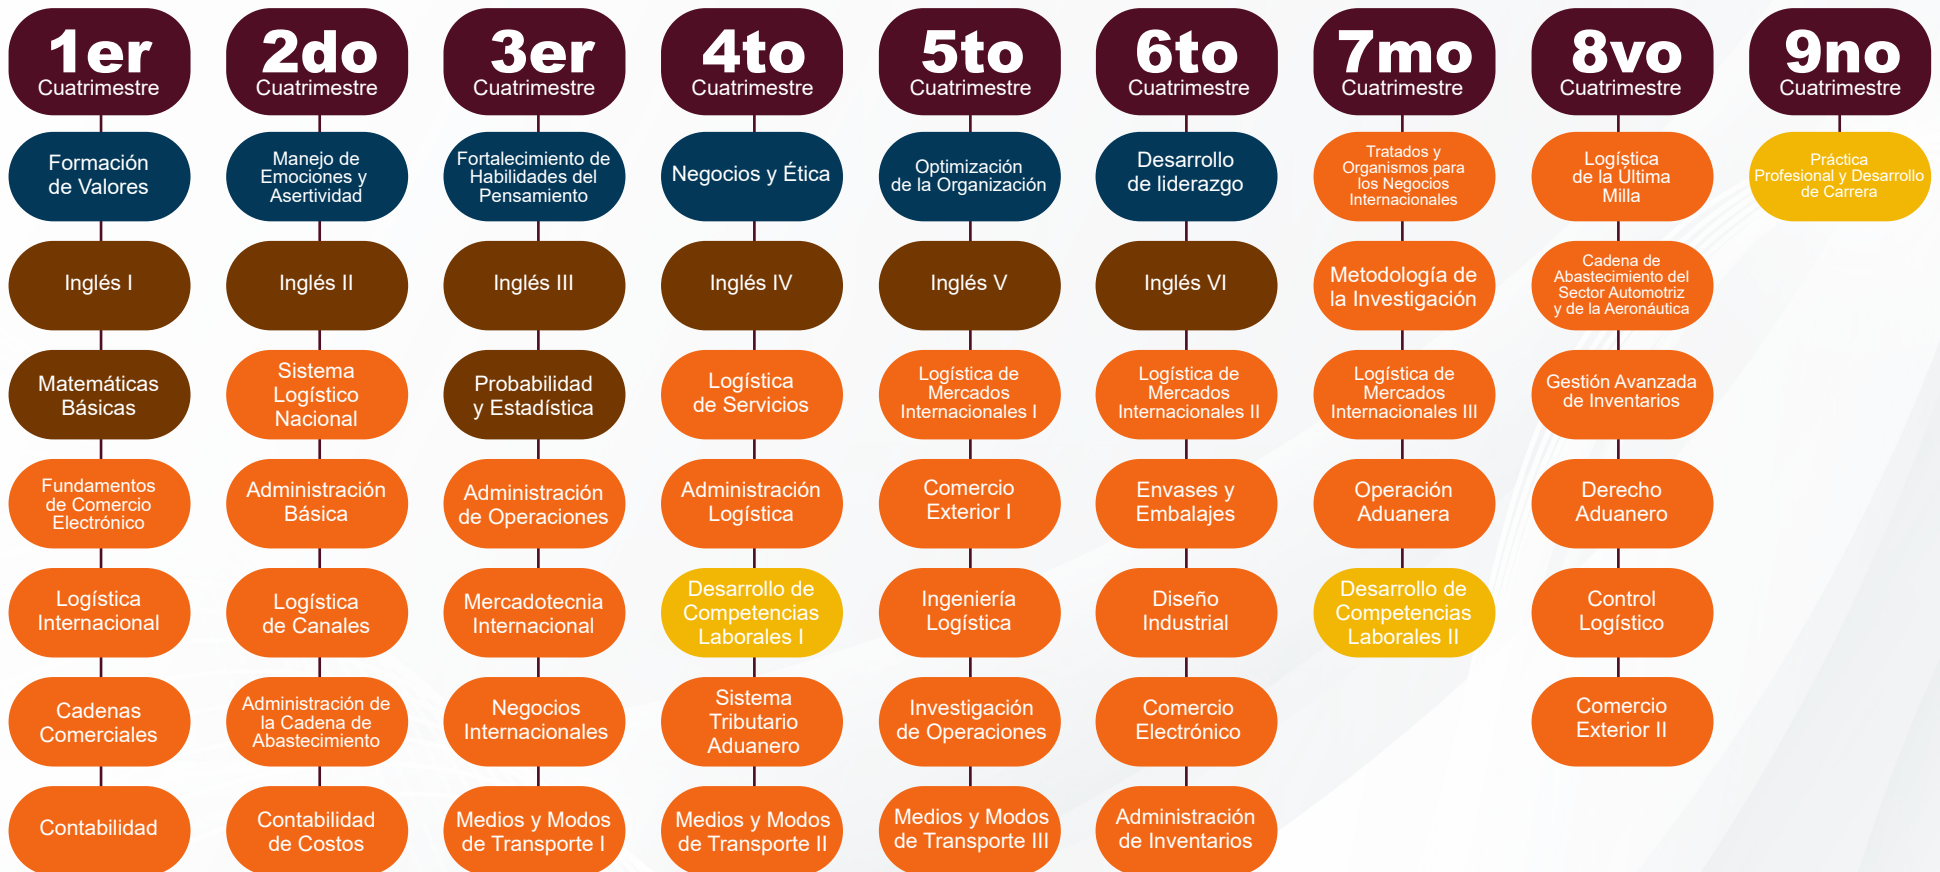 1er
Cuatrimestre
Formación
de Valores
Inglés I
Matemáticas
Básicas
Fundamentos
de Comercio
Electrónico
Logística
Internacional
Cadenas
Comerciales
Contabilidad
2do
Cuatrimestre
Manejo de
Emociones y
Asertividad
Inglés II
Sistema
Logístico
Nacional
Administración
Básica
Logística
de Canales
Administración de
la Cadena de
Abastecimiento
Contabilidad
de Costos
3er
Cuatrimestre
Fortalecimiento de
Habilidades del
Pensamiento
Inglés III
Probabilidad
y Estadística
Administración
de Operaciones
Mercadotecnia
Internacional
Negocios
Internacionales
Medios y Modos
de Transporte I
4to
Cuatrimestre
Negocios y Ética
Inglés IV
Logística
de Servicios
Administración
Logística
Desarrollo de
Competencias
Laborales I
Sistema
Tributario
Aduanero
Medios y Modos
de Transporte II
5to
Cuatrimestre
Optimización
de la Organización
Inglés V
Logística de
Mercados
Internacionales I
Comercio
Exterior I
Ingeniería
Logística
Investigación
de Operaciones
Medios y Modos
de Transporte III
6to
Cuatrimestre
Desarrollo
de liderazgo
Inglés VI
Logística de
Mercados
Internacionales II
Envases y
Embalajes
Diseño
Industrial
Comercio
Electrónico
Administración
de Inventarios
7mo
Cuatrimestre
Tratados y
Organismos para
los Negocios
Internacionales
Metodología de
la Investigación
Logística de
Mercados
Internacionales III
Operación
Aduanera
Desarrollo de
Competencias
Laborales II
8vo
Cuatrimestre
Logística
de la Última
Milla
Cadena de
Abastecimiento del
Sector Automotriz
y de la Aeronáutica
Gestión Avanzada
de Inventarios
Derecho
Aduanero
Control
Logístico
Comercio
Exterior II
9no
Cuatrimestre
Práctica
Profesional y Desarrollo
de Carrera